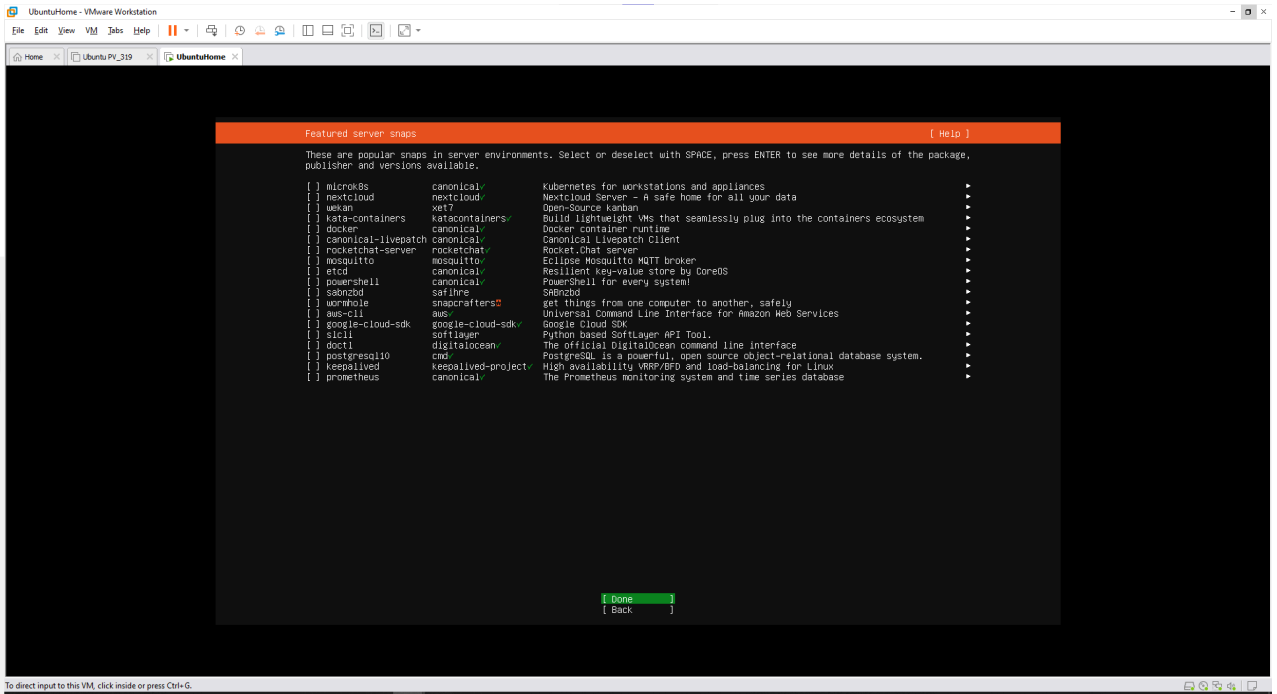 UbuntuHome - VMware Workstation
File Edit View VM Tabs Help
Home Ubuntu PV_319 UbuntuHome
Featured server snaps [ Help ]
These are popular snaps in server environments. Select or deselect with SPACE, press ENTER to see more details of the package,
publisher and versions available.
[ ] microk8s canonical✓ Kubernetes for workstations and appliances
[ ] nextcloud nextcloud✓ Nextcloud Server - A safe home for all your data
[ ] wekan xet7 Open-Source kanban
[ ] kata-containers katacontainers✓ Build lightweight VMs that seamlessly plug into the containers ecosystem
[ ] docker canonical✓ Docker container runtime
[ ] canonical-livepatch canonical✓ Canonical Livepatch Client
[ ] rocketchat-server rocketchat✓ Rocket.Chat server
[ ] mosquitto mosquitto✓ Eclipse Mosquitto MQTT broker
[ ] etcd canonical✓ Resilient key-value store by CoreOS
[ ] powershell canonical✓ PowerShell for every system!
[ ] sabnzbd safihre SABnzbd
[ ] wormhole snapcrafters get things from one computer to another, safely
[ ] aws-cli aws✓ Universal Command Line Interface for Amazon Web Services
[ ] google-cloud-sdk google-cloud-sdk✓ Google Cloud SDK
[ ] slcli softlayer Python based SoftLayer API Tool.
[ ] doctl digitalocean✓ The official DigitalOcean command line interface
[ ] postgresql10 cmd✓ PostgreSQL is a powerful, open source object-relational database system.
[ ] keepalived keepalived-project✓ High availability VRRP/BFD and load-balancing for Linux
[ ] prometheus canonical✓ The Prometheus monitoring system and time series database
[ Done ]
[ Back ]
To direct input to this VM, click inside or press Ctrl+G.